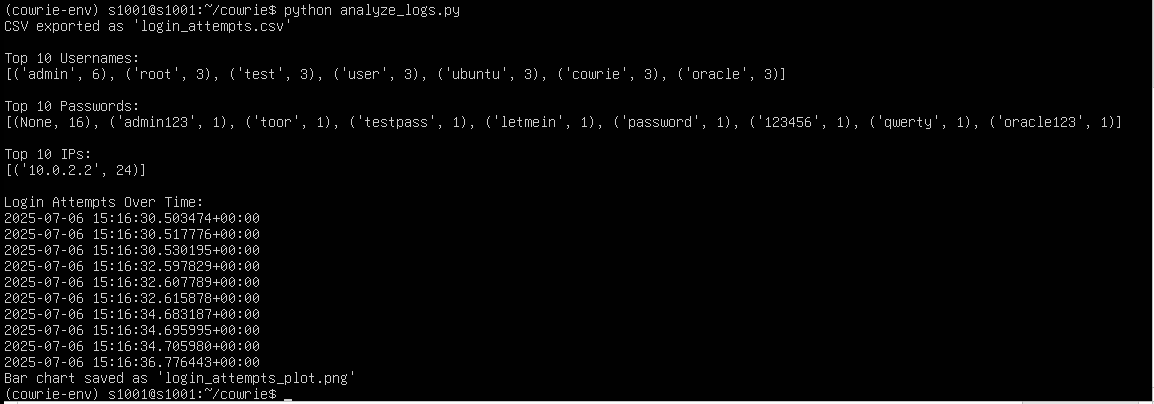 (cowrie-env) s1001@s1001:~/cowrie$ python analyze_logs.py
CSV exported as 'login_attempts.csv'
Top 10 Usernames:
[('admin', 6), ('root', 3), ('test', 3), ('user', 3), ('ubuntu', 3), ('cowrie', 3), ('oracle', 3)]
Top 10 Passwords:
[(None, 16), ('admin123', 1), ('toor', 1), ('testpass', 1), ('letmein', 1), ('password', 1), ('123456', 1), ('qwerty', 1), ('oracle123', 1)]
Top 10 IPs:
[('10.0.2.2', 24)]
Login Attempts Over Time:
2025-07-06 15:16:30.503474+00:00
2025-07-06 15:16:30.517776+00:00
2025-07-06 15:16:30.530195+00:00
2025-07-06 15:16:32.597829+00:00
2025-07-06 15:16:32.607789+00:00
2025-07-06 15:16:32.615878+00:00
2025-07-06 15:16:34.683187+00:00
2025-07-06 15:16:34.695995+00:00
2025-07-06 15:16:34.705980+00:00
2025-07-06 15:16:36.776443+00:00
Bar chart saved as 'login_attempts_plot.png'
(cowrie-env) s1001@s1001:~/cowrie$ _